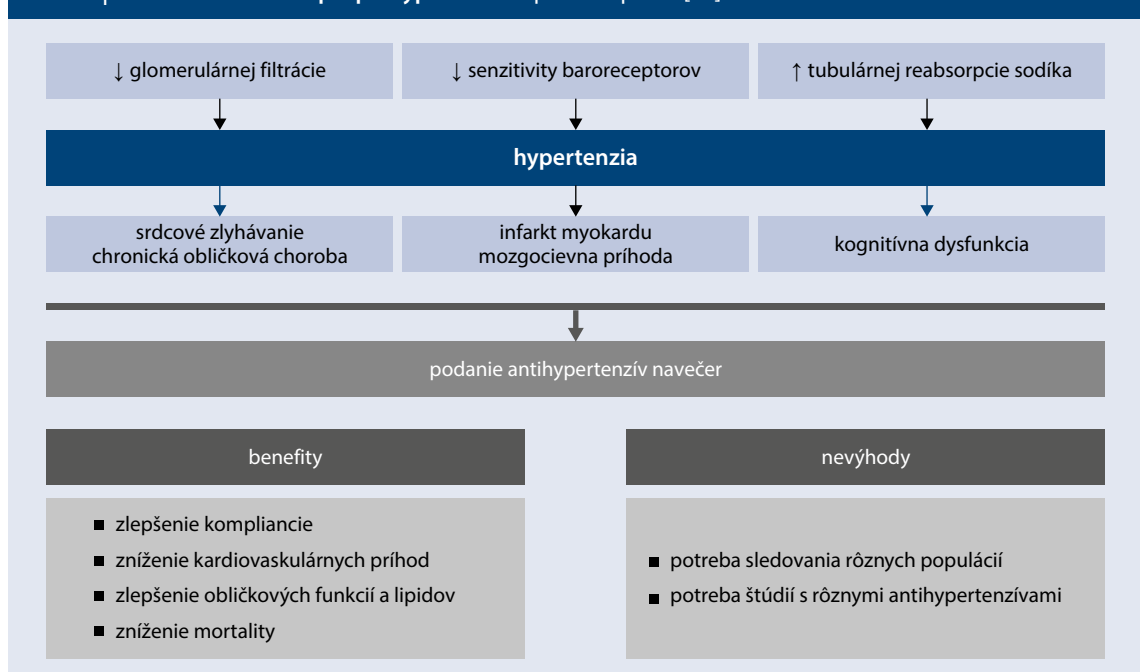 ↓ glomerulárnej filtrácie
↓ senzitivity baroreceptorov
↑ tubulárnej reabsorpcie sodíka
hypertenzia
srdcové zlyhávanie
chronická obličková choroba
infarkt myokardu
mozgocievna príhoda
kognitívna dysfunkcia
podanie antihypertenzív navečer
benefity
■ zlepšenie kompliancie
■ zníženie kardiovaskulárnych príhod
■ zlepšenie obličkových funkcií a lipidov
■ zníženie mortality
nevýhody
■ potreba sledovania rôznych populácií
■ potreba štúdií s rôznymi antihypertenzívami